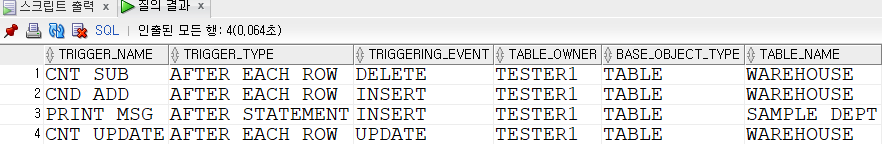 스크립트 출력 × 질의 결과 ×
SQL | 인출된 모든 행: 4(0,064초)
TRIGGER_NAME TRIGGER_TYPE TRIGGERING_EVENT TABLE_OWNER BASE_OBJECT_TYPE TABLE_NAME
1 CNT SUB AFTER EACH ROW DELETE TESTER1 TABLE WAREHOUSE
2 CND ADD AFTER EACH ROW INSERT TESTER1 TABLE WAREHOUSE
3 PRINT MSG AFTER STATEMENT INSERT TESTER1 TABLE SAMPLE DEPT
4 CNT UPDATE AFTER EACH ROW UPDATE TESTER1 TABLE WAREHOUSE